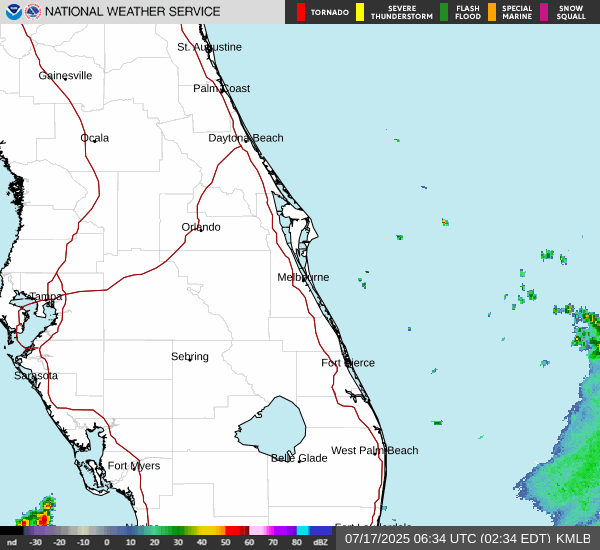 NATIONAL WEATHER SERVICE
TORNADO
SEVERE THUNDERSTORM
FLASH FLOOD
SPECIAL MARINE
SNOW SQUALL
St. Augustine
Gainesville
Palm Coast
Ocala
Daytona Beach
Orlando
Melbourne
Tampa
Sebring
Fort Pierce
Sarasota
West Palm Beach
Belle Glade
Fort Myers
nd -30 -20 -10 0 10 20 30 40 50 60 70 80 dBZ
07/17/2025 06:34 UTC (02:34 EDT) KMLB